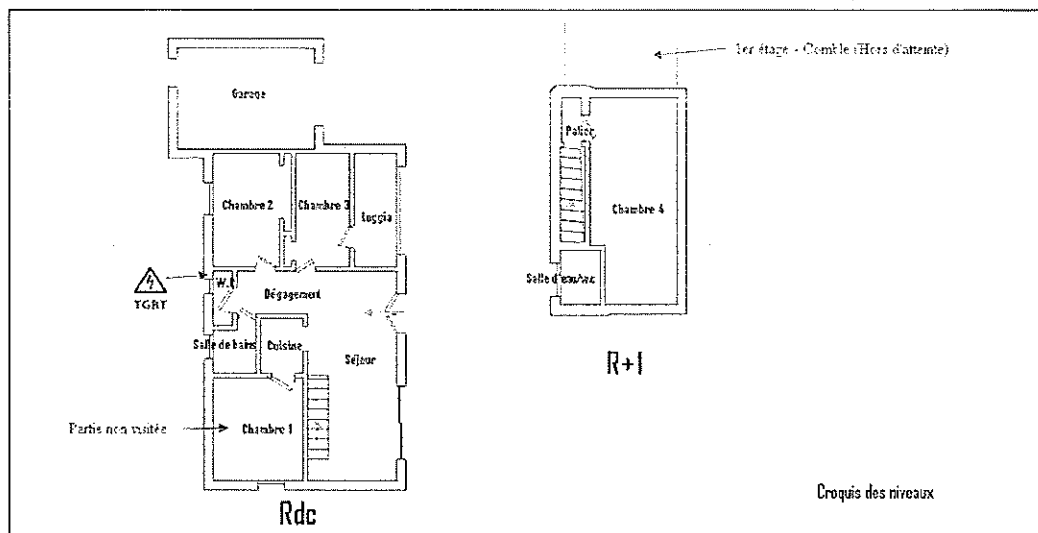 1er étage - Comble (Hors d'atteinte)
Garage
Palier
Chambre 2
Chambre 3
Loggia
Chambre 4
W.C
TGBT
Dégagement
Salle d'eau/wc
Salle de bains
Cuisine
Séjour
R+1
Partie non visitée
Chambre 1
Rdc
Croquis des niveaux